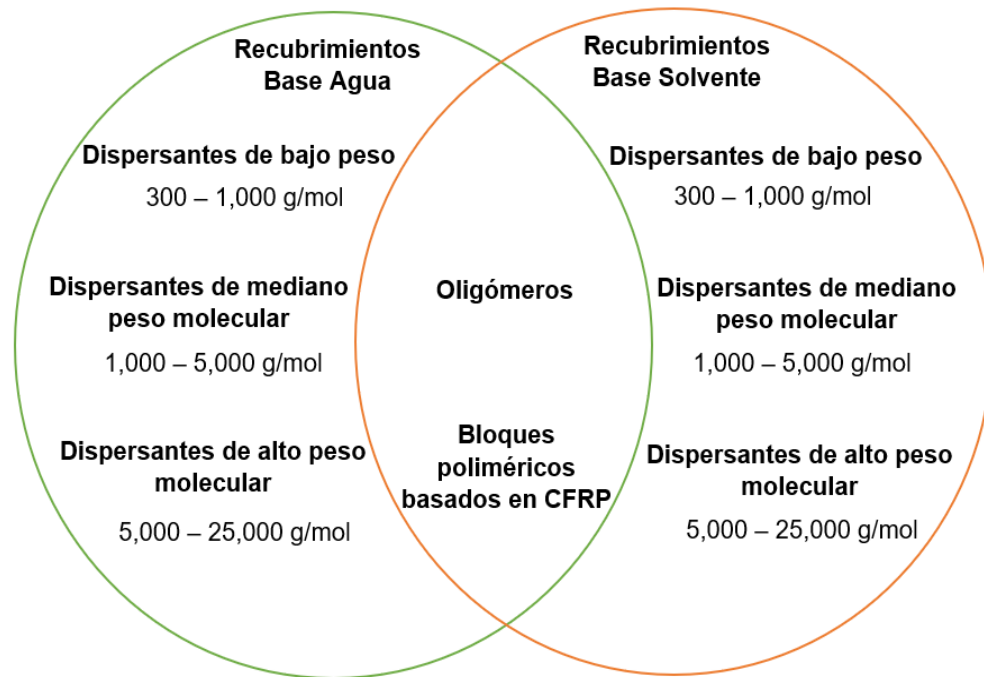 Recubrimientos
Base Agua
Dispersantes de bajo peso
300 – 1,000 g/mol
Dispersantes de mediano
peso molecular
1,000 – 5,000 g/mol
Dispersantes de alto peso
molecular
5,000 – 25,000 g/mol
Oligómeros
Bloques
poliméricos
basados en CFRP
Recubrimientos
Base Solvente
Dispersantes de bajo peso
300 – 1,000 g/mol
Dispersantes de mediano
peso molecular
1,000 – 5,000 g/mol
Dispersantes de alto peso
molecular
5,000 – 25,000 g/mol